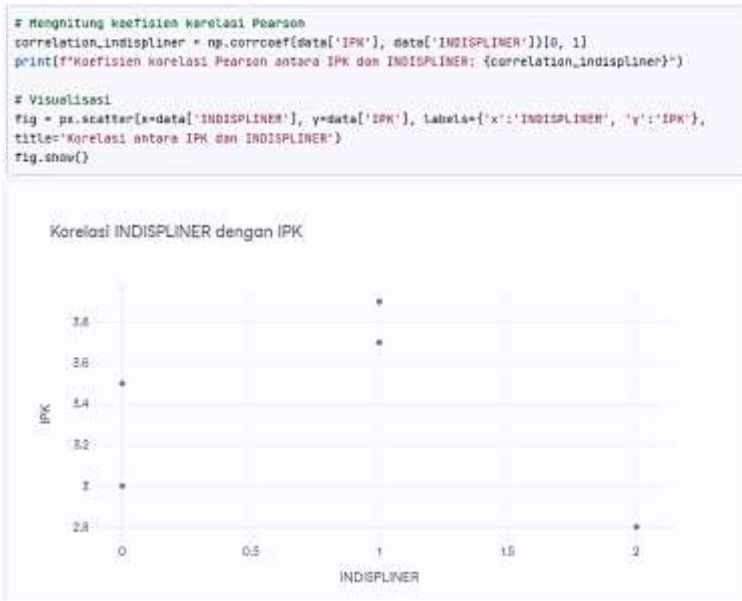 # Menghitung koefisien korelasi Pearson
correlation_indispliner = np.corrcoef(data['IPK'], data['INDISPLINER'])[0, 1]
print(f"Koefisien korelasi Pearson antara IPK dan INDISPLINER: {correlation_indispliner}")
# Visualisasi
fig = px.scatter(x=data['INDISPLINER'], y=data['IPK'], labels={'x':'INDISPLINER', 'y':'IPK'},
title='Korelasi antara IPK dan INDISPLINER')
fig.show()
Korelasi INDISPLINER dengan IPK
3.8
3.6
3.4
3.2
3
2.8
IPK
0
0.5
1
1.5
2
INDISPLINER